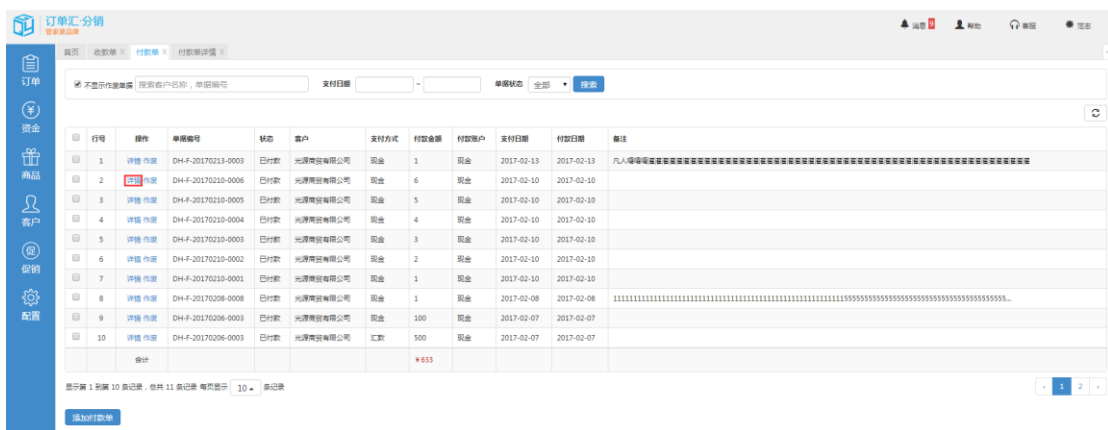 订单汇·分销
管家婆品牌
消息 9 帮助 客服
首页 收款单 × 付款单 × 付款单详情 ×
订单
资金
商品
客户
促
促销
配置
不显示作废单据 搜索客户名称，单据编号 支付日期 ~ 单据状态 全部 搜索
行号 操作 单据编号 状态 客户 支付方式 付款金额 付款账户 支付日期 付款日期 备注
1 详情 作废 DH-F-20170213-0003 已付款 光源商贸有限公司 现金 1 现金 2017-02-13 2017-02-13
2 详情 作废 DH-F-20170210-0006 已付款 光源商贸有限公司 现金 6 现金 2017-02-10 2017-02-10
3 详情 作废 DH-F-20170210-0005 已付款 光源商贸有限公司 现金 5 现金 2017-02-10 2017-02-10
4 详情 作废 DH-F-20170210-0004 已付款 光源商贸有限公司 现金 4 现金 2017-02-10 2017-02-10
5 详情 作废 DH-F-20170210-0003 已付款 光源商贸有限公司 现金 3 现金 2017-02-10 2017-02-10
6 详情 作废 DH-F-20170210-0002 已付款 光源商贸有限公司 现金 2 现金 2017-02-10 2017-02-10
7 详情 作废 DH-F-20170210-0001 已付款 光源商贸有限公司 现金 1 现金 2017-02-10 2017-02-10
8 详情 作废 DH-F-20170208-0008 已付款 光源商贸有限公司 现金 1 现金 2017-02-08 2017-02-08
9 详情 作废 DH-F-20170206-0003 已付款 光源商贸有限公司 现金 100 现金 2017-02-07 2017-02-07
10 详情 作废 DH-F-20170206-0003 已付款 光源商贸有限公司 汇款 500 现金 2017-02-07 2017-02-07
合计 ¥633
显示第 1 到第 10 条记录，总共 11 条记录 每页显示 10 条记录
‹ 1 2 ›
添加付款单